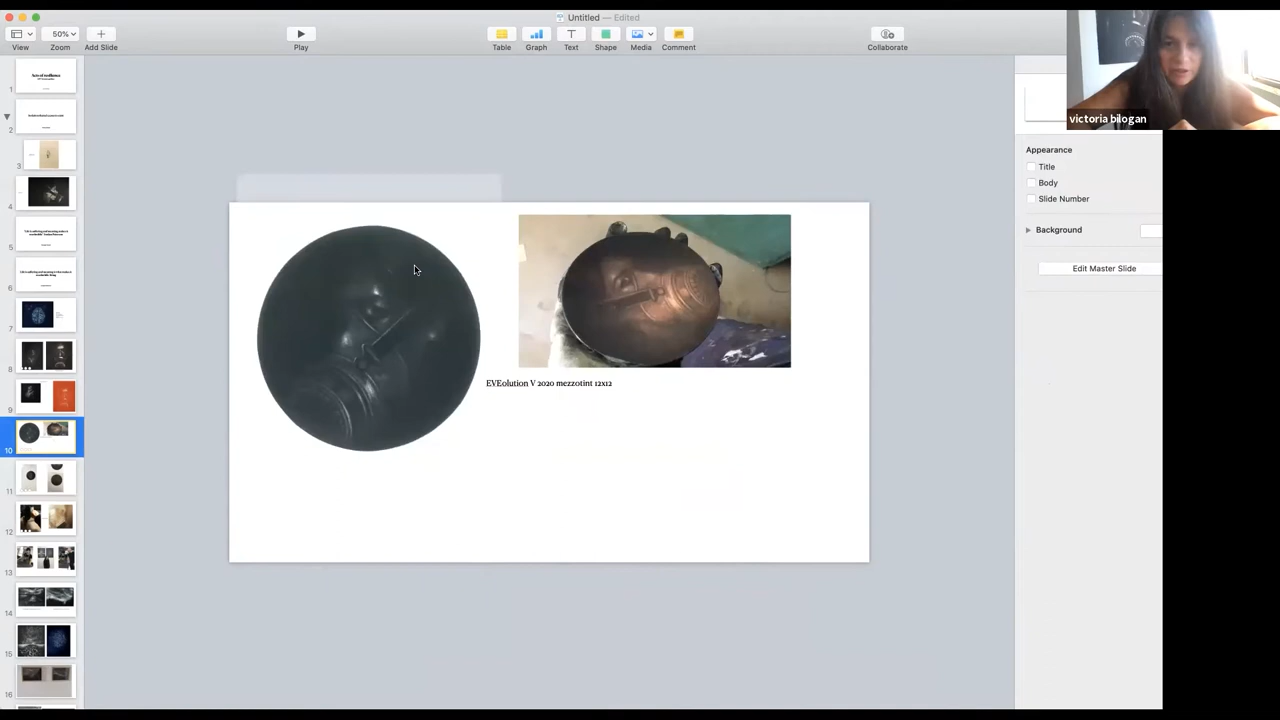 Untitled — Edited
50%
View
Zoom
Add Slide
Play
Table
Graph
Text
Shape
Media
Comment
Collaborate
victoria bilogan
Appearance
Title
Body
Slide Number
Background
Edit Master Slide
EVEolution V 2020 mezzotint 12x12
1
2
3
4
5
6
7
8
9
10
11
12
13
14
15
16